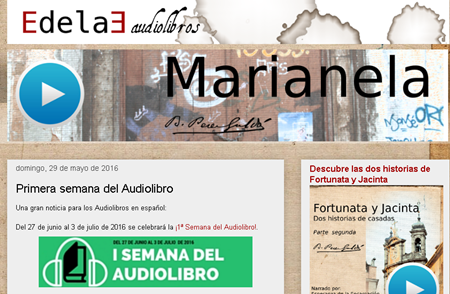 EdelaE audiolibros
Marianela
B. Perez Galdós
domingo, 29 de mayo de 2016
Primera semana del Audiolibro
Una gran noticia para los Audiolibros en español:
Del 27 de junio al 3 de julio de 2016 se celebrará la ¡1ª Semana del Audiolibro!.
DEL 27 DE JUNIO AL 3 DE JULIO DE 2016
I SEMANA DEL
AUDIOLIBRO
Descubre las dos historias de
Fortunata y Jacinta
Fortunata y Jacinta
Dos historias de casadas
Parte segunda
B. Perez Galdós
Narrado por: